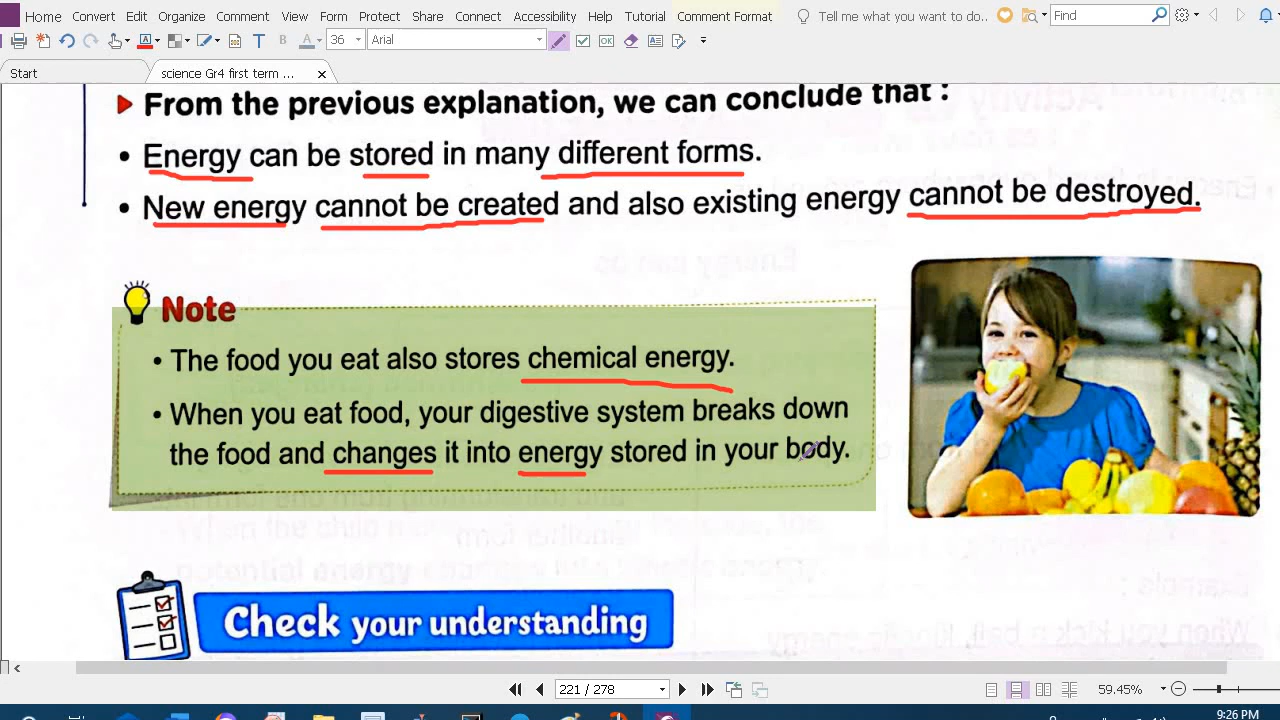 Home Convert Edit Organize Comment View Form Protect Share Connect Accessibility Help Tutorial Comment Format Tell me what you want to do.. Find
36 Arial
Start science Gr4 first term ...
From the previous explanation, we can conclude that :
• Energy can be stored in many different forms.
• New energy cannot be created and also existing energy cannot be destroyed.
Note
• The food you eat also stores chemical energy.
• When you eat food, your digestive system breaks down
the food and changes it into energy stored in your body.
Check your understanding
221 / 278
59.45%
9:26 PM